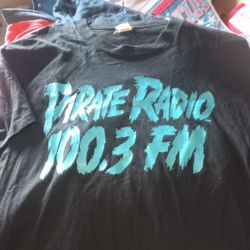 PIRATE RADIO
100.3 FM